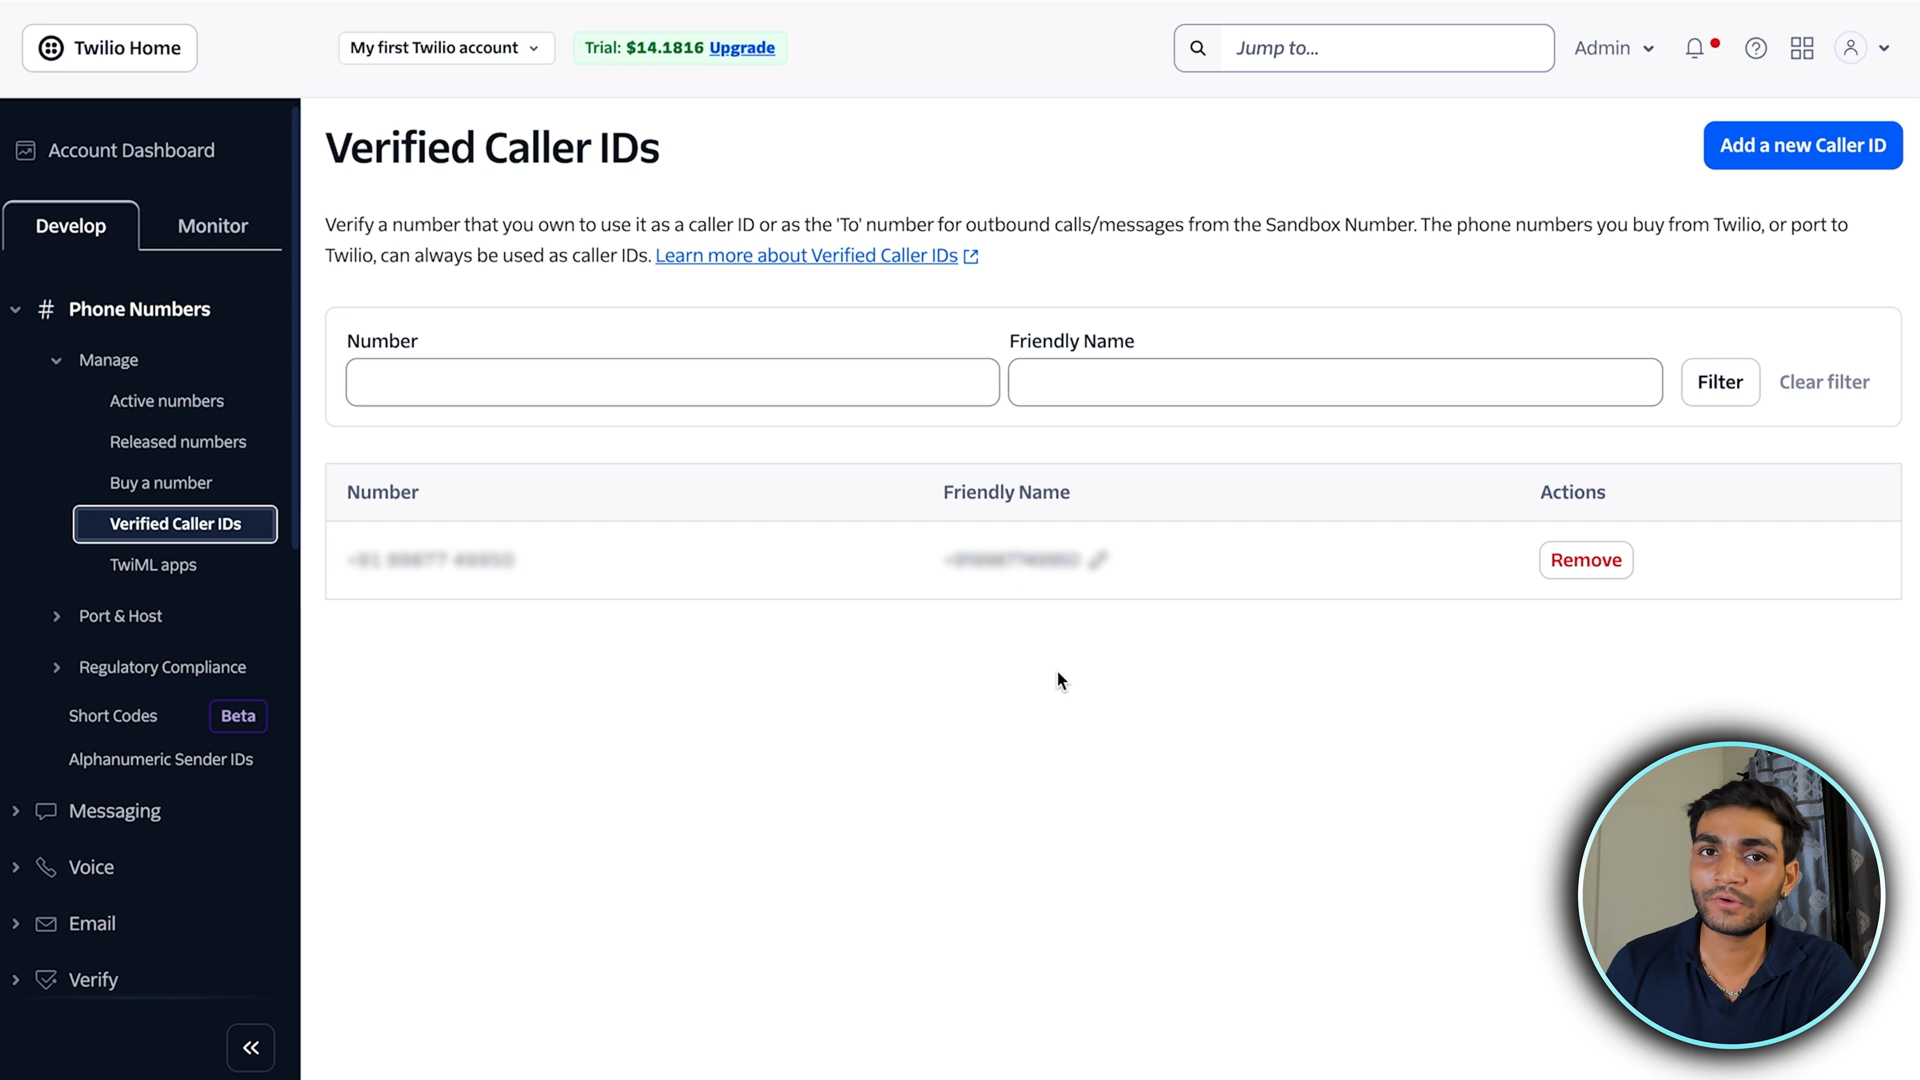 Twilio Home
My first Twilio account
Trial: $14.1816 Upgrade
Jump to...
Admin
Account Dashboard
Develop
Monitor
Phone Numbers
Manage
Active numbers
Released numbers
Buy a number
Verified Caller IDs
TwiML apps
Port & Host
Regulatory Compliance
Short Codes
Beta
Alphanumeric Sender IDs
Messaging
Voice
Email
Verify
Verified Caller IDs
Add a new Caller ID
Verify a number that you own to use it as a caller ID or as the 'To' number for outbound calls/messages from the Sandbox Number. The phone numbers you buy from Twilio, or port to
Twilio, can always be used as caller IDs. Learn more about Verified Caller IDs
Number
Friendly Name
Filter
Clear filter
Number
Friendly Name
Actions
Remove